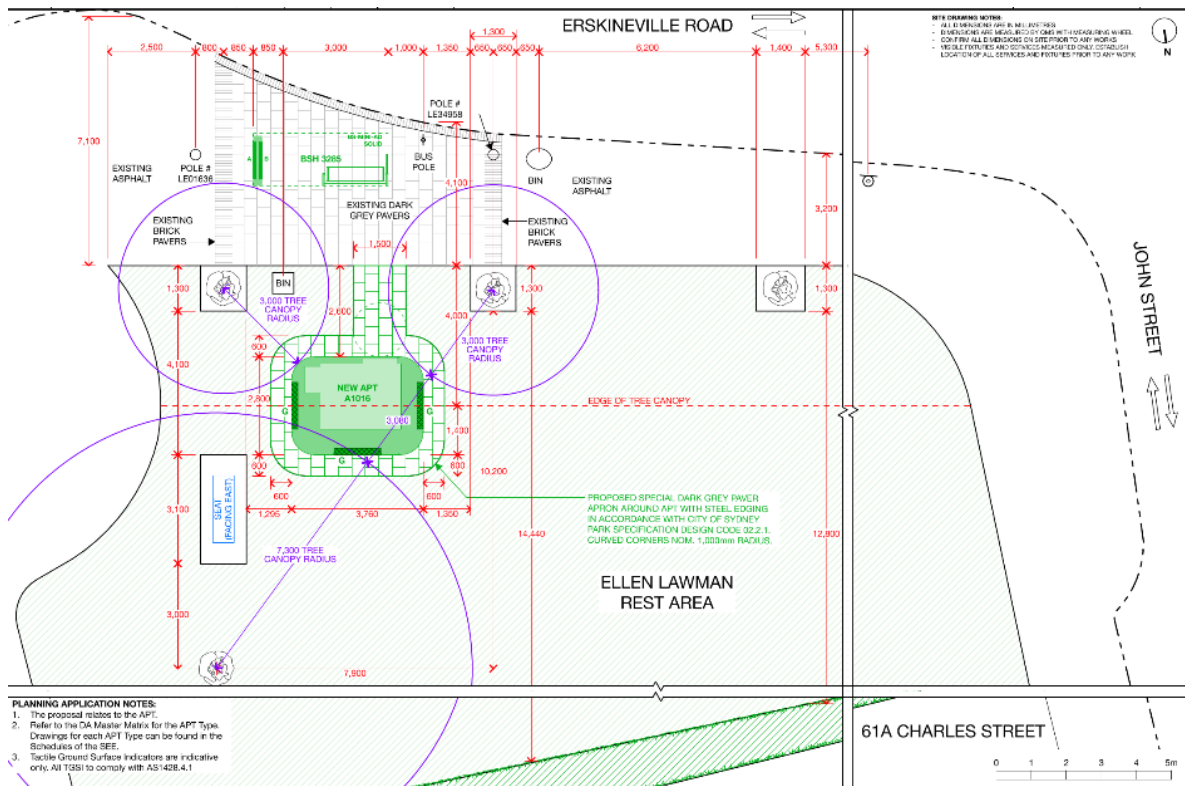 ERSKINEVILLE ROAD
SITE DRAWING NOTES:
- ALL DIMENSIONS ARE IN MILLIMETRES
- DIMENSIONS ARE MEASURED BY QMS WITH MEASURING WHEEL
- CONFIRM ALL DIMENSIONS ON SITE PRIOR TO ANY WORKS
- VISIBLE FIXTURES AND SERVICES MEASURED ONLY. ESTABLISH
LOCATION OF ALL SERVICES AND FIXTURES PRIOR TO ANY WORK
N
1,300
2,500
800
850
950
3,000
1,000
1,350
650
650
650
6,200
1,400
5,300
7,100
POLE #
LE34958
SOLID
A
B
BSH 3285
BUS
POLE
4,100
EXISTING
ASPHALT
POLE #
LE01636
BIN
EXISTING
ASPHALT
3,200
EXISTING DARK
GREY PAVERS
EXISTING
BRICK
PAVERS
EXISTING
BRICK
PAVERS
1,500
JOHN STREET
1,300
BIN
3,000 TREE
CANOPY
RADIUS
2,600
4,000
1,300
1,300
3,000 TREE
CANOPY
RADIUS
600
4,100
NEW APT
A1016
2,800
G
G
3,080
EDGE OF TREE CANOPY
1,400
G
600
600
10,200
600
600
PROPOSED SPECIAL DARK GREY PAVER
APRON AROUND APT WITH STEEL EDGING
IN ACCORDANCE WITH CITY OF SYDNEY
PARK SPECIFICATION DESIGN CODE 02.2.1.
CURVED CORNERS NOM. 1,000mm RADIUS.
SEAT
(FACING EAST)
3,100
1,295
3,760
1,350
14,440
12,800
7,300 TREE
CANOPY RADIUS
ELLEN LAWMAN
REST AREA
3,000
7,900
PLANNING APPLICATION NOTES:
1. The proposal relates to the APT.
2. Refer to the DA Master Matrix for the APT Type.
Drawings for each APT Type can be found in the
Schedules of the SEE.
3. Tactile Ground Surface Indicators are indicative
only. All TGSI to comply with AS1428.4.1
61A CHARLES STREET
0 1 2 3 4 5m